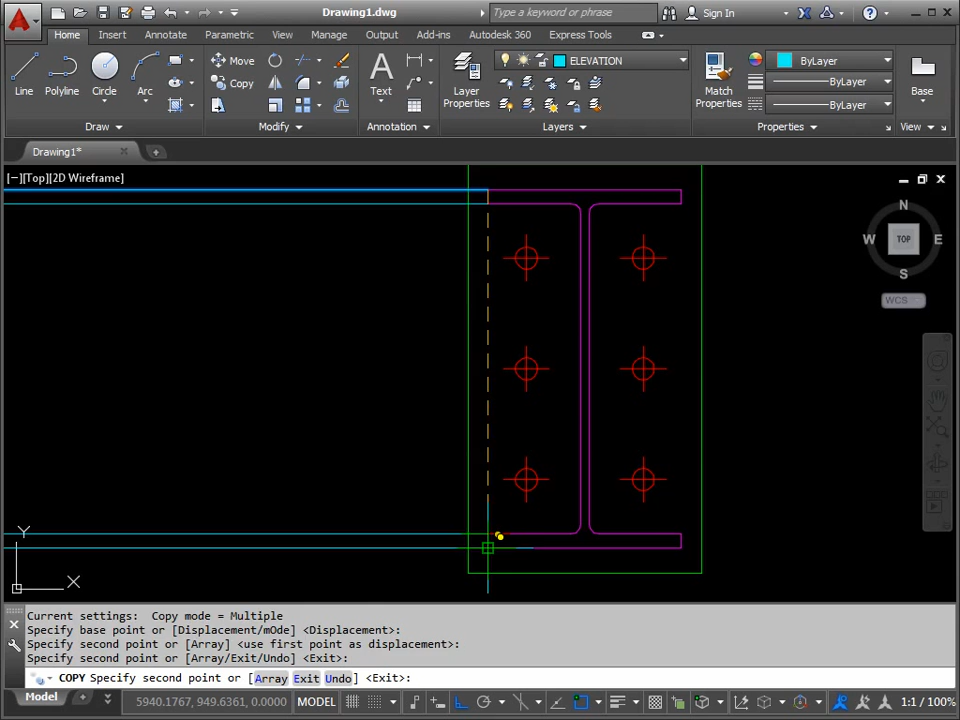 Drawing1.dwg
Type a keyword or phrase
Sign In
Home Insert Annotate Parametric View Manage Output Add-ins Autodesk 360 Express Tools
Line
Polyline
Circle
Arc
Move
Copy
Text
Layer
Properties
ELEVATION
Match
Properties
ByLayer
ByLayer
ByLayer
Base
Draw
Modify
Annotation
Layers
Properties
View
Drawing1*
[−][Top][2D Wireframe]
N
W
TOP
E
S
WCS
Y
X
Current settings:  Copy mode = Multiple
Specify base point or [Displacement/mOde] <Displacement>:
Specify second point or [Array] <use first point as displacement>:
Specify second point or [Array/Exit/Undo] <Exit>:
COPY Specify second point or [Array Exit Undo] <Exit>:
Model
5940.1767, 949.6361, 0.0000
MODEL
1:1 / 100%